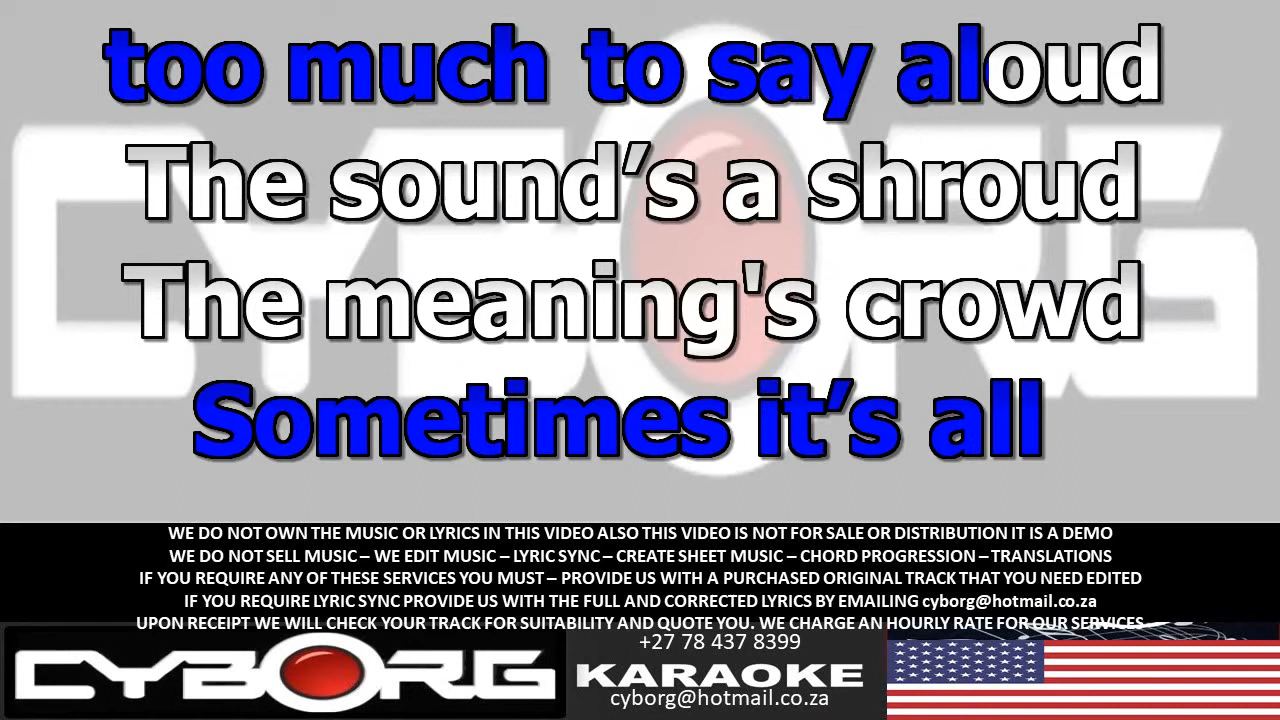 too much to say aloud
The sound’s a shroud
The meaning's crowd
Sometimes it’s all
WE DO NOT OWN THE MUSIC OR LYRICS IN THIS VIDEO ALSO THIS VIDEO IS NOT FOR SALE OR DISTRIBUTION IT IS A DEMO
WE DO NOT SELL MUSIC – WE EDIT MUSIC – LYRIC SYNC – CREATE SHEET MUSIC – CHORD PROGRESSION – TRANSLATIONS
IF YOU REQUIRE ANY OF THESE SERVICES YOU MUST – PROVIDE US WITH A PURCHASED ORIGINAL TRACK THAT YOU NEED EDITED
IF YOU REQUIRE LYRIC SYNC PROVIDE US WITH THE FULL AND CORRECTED LYRICS BY EMAILING cyborg@hotmail.co.za
UPON RECEIPT WE WILL CHECK YOUR TRACK FOR SUITABILITY AND QUOTE YOU. WE CHARGE AN HOURLY RATE FOR OUR SERVICES
CYBORG
+27 78 437 8399
KARAOKE
cyborg@hotmail.co.za
CYBORG